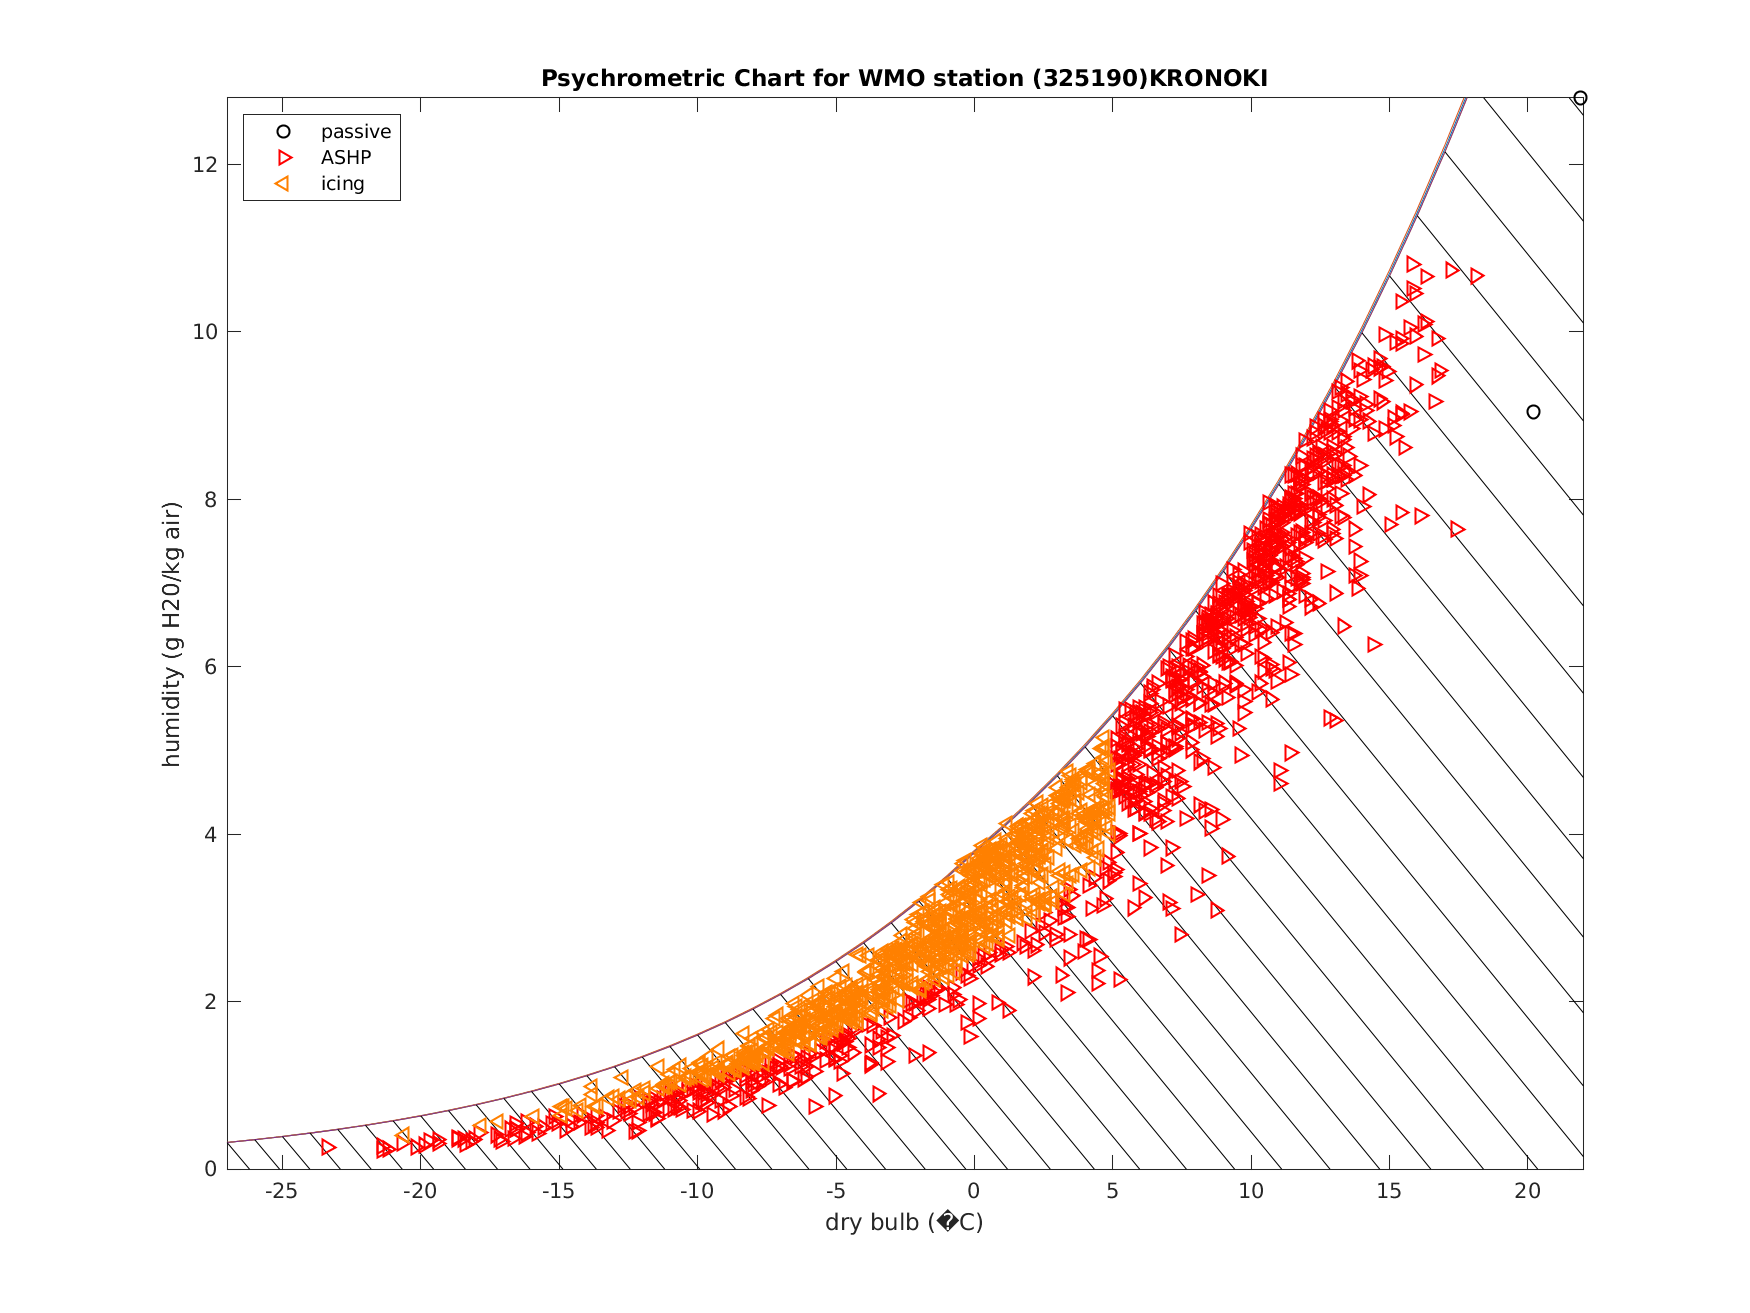 Psychrometric Chart for WMO station (325190)KRONOKI
passive
ASHP
icing
humidity (g H20/kg air)
12
10
8
6
4
2
0
-25 -20 -15 -10 -5 0 5 10 15 20
dry bulb (�C)